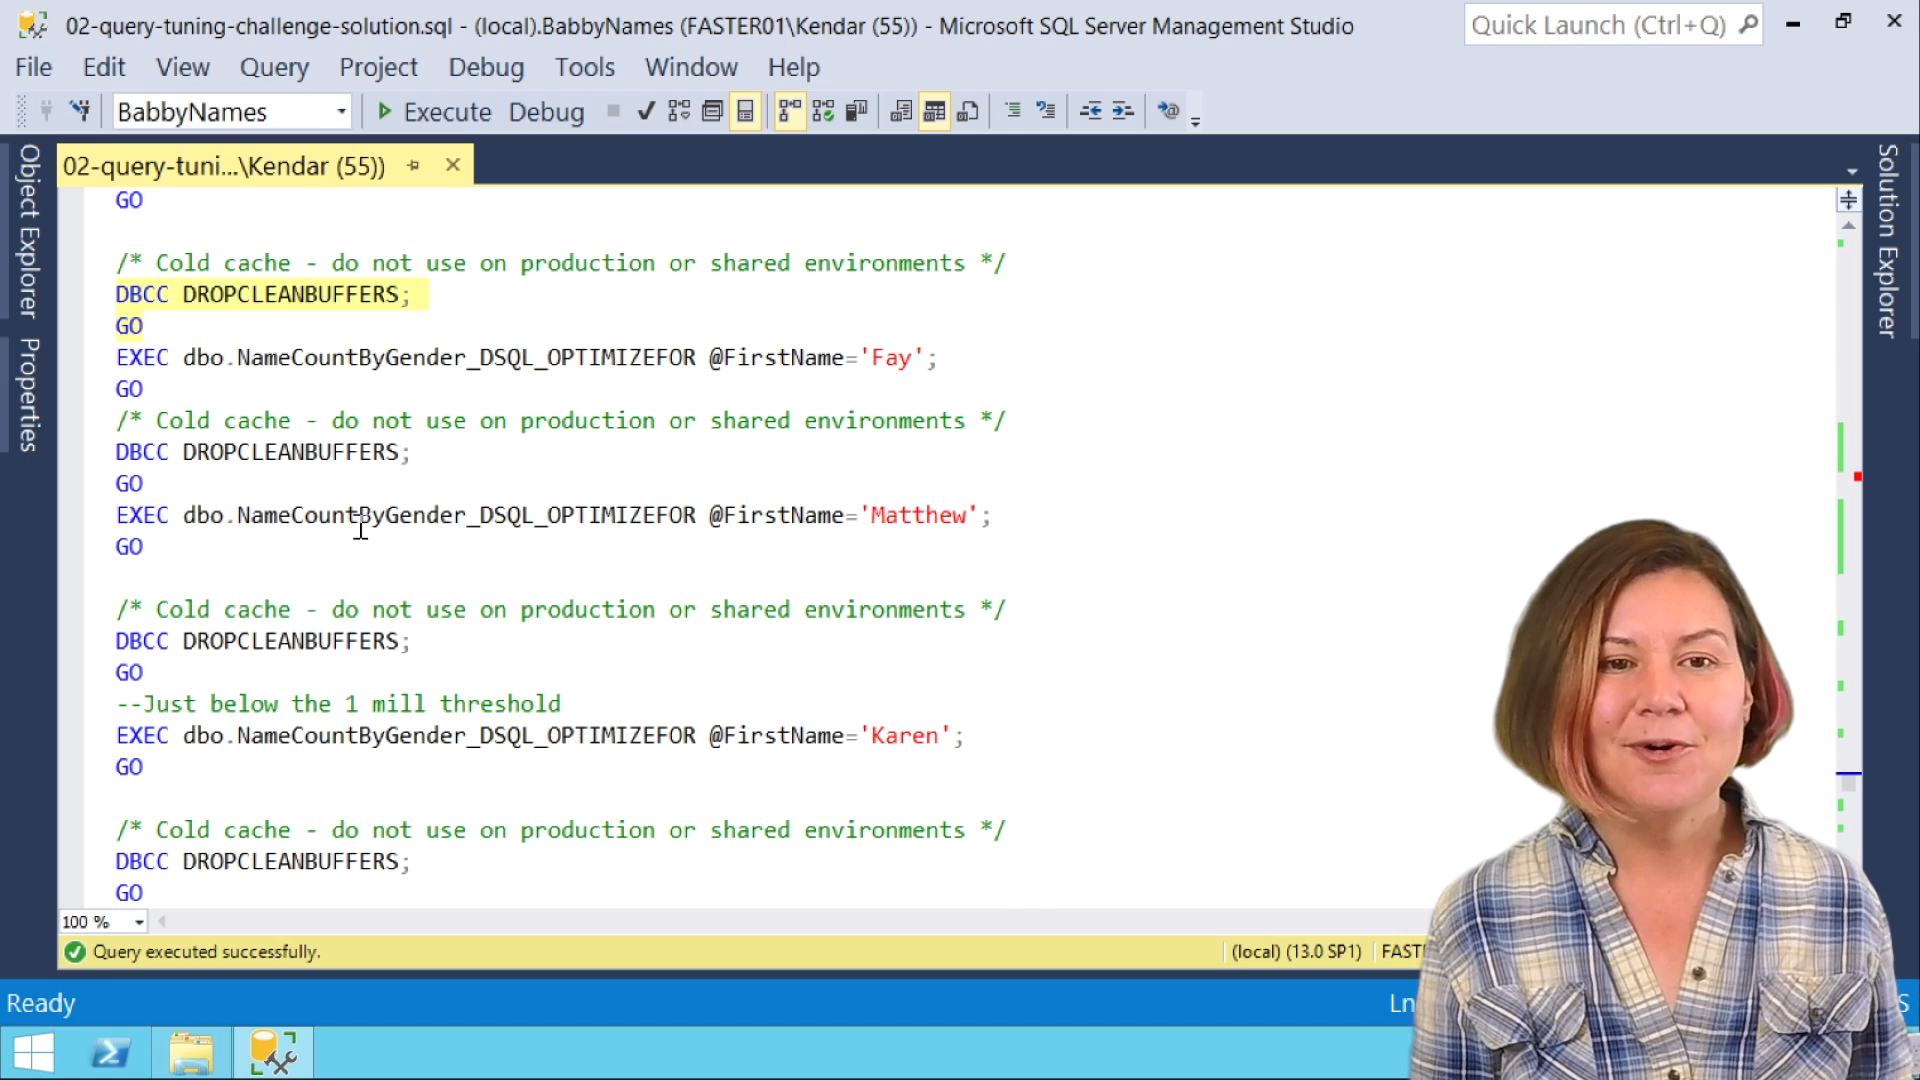 02-query-tuning-challenge-solution.sql - (local).BabbyNames (FASTER01\Kendar (55)) - Microsoft SQL Server Management Studio
Quick Launch (Ctrl+Q)
File Edit View Query Project Debug Tools Window Help
BabbyNames Execute Debug
02-query-tuni...\Kendar (55))
Object Explorer
Properties
Solution Explorer
GO
/* Cold cache - do not use on production or shared environments */
DBCC DROPCLEANBUFFERS;
GO
EXEC dbo.NameCountByGender_DSQL_OPTIMIZEFOR @FirstName='Fay';
GO
/* Cold cache - do not use on production or shared environments */
DBCC DROPCLEANBUFFERS;
GO
EXEC dbo.NameCountByGender_DSQL_OPTIMIZEFOR @FirstName='Matthew';
GO
/* Cold cache - do not use on production or shared environments */
DBCC DROPCLEANBUFFERS;
GO
--Just below the 1 mill threshold
EXEC dbo.NameCountByGender_DSQL_OPTIMIZEFOR @FirstName='Karen';
GO
/* Cold cache - do not use on production or shared environments */
DBCC DROPCLEANBUFFERS;
GO
100 %
Query executed successfully.
(local) (13.0 SP1)
Ready
Ln